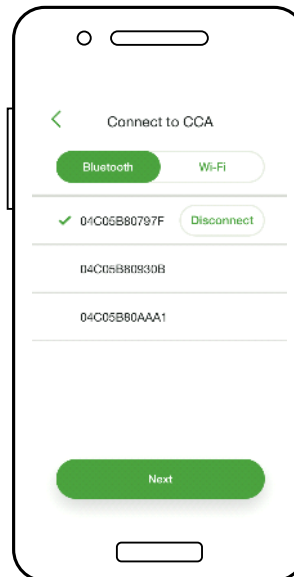 Connect to CCA
Bluetooth Wi-Fi
04C05B80797F Disconnect
04C05B80930B
04C05B80AAA1
Next